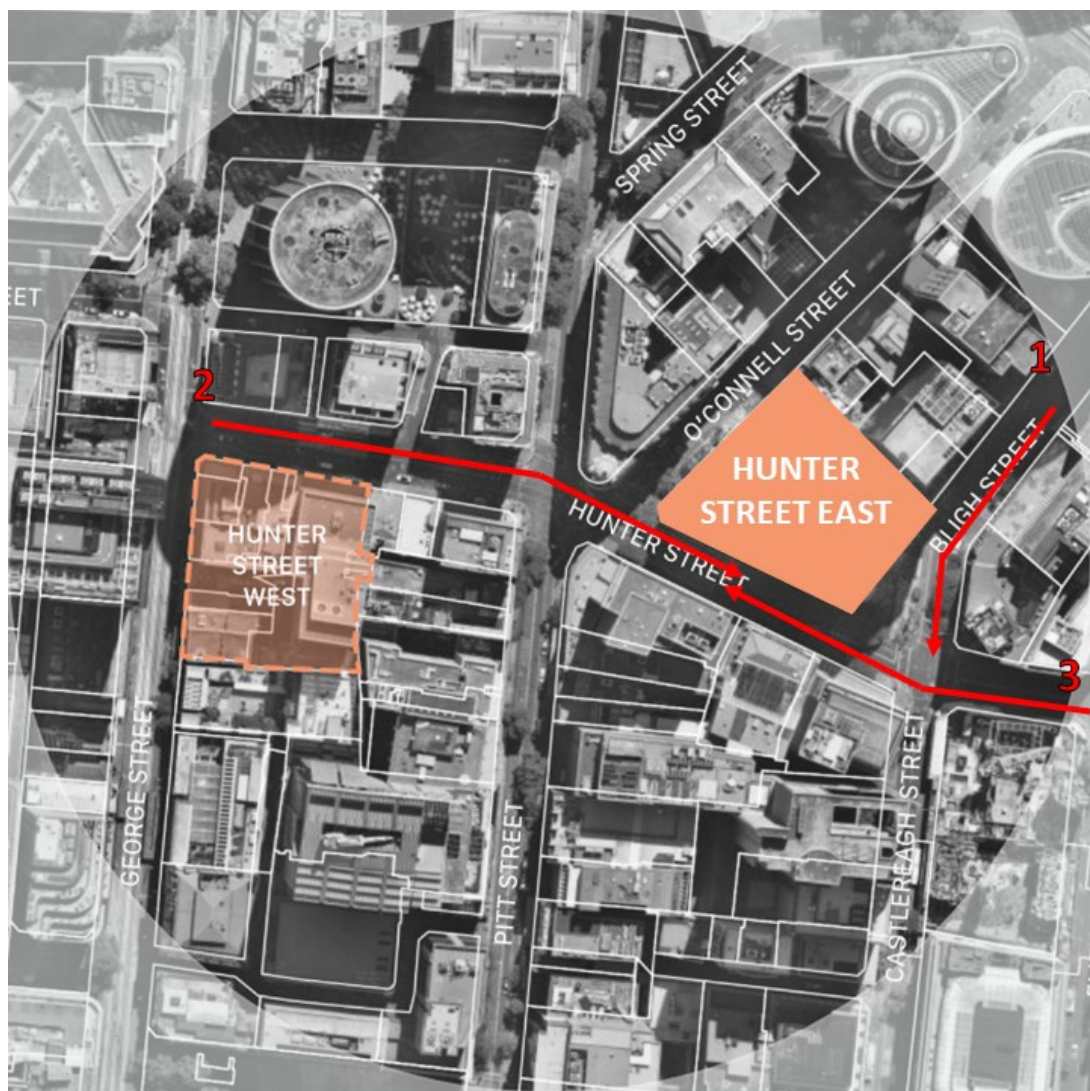 SPRING STREET
EET
O'CONNELL STREET
1
2
HUNTER
STREET EAST
BLIGH STREET
HUNTER STREET
HUNTER
STREET
WEST
3
GEORGE STREET
PITT STREET
CASTLEREAGH STREET